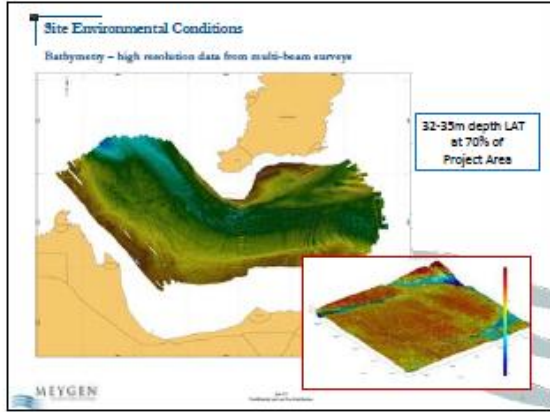 Site Environmental Conditions
Bathymetry – high resolution data from multi-beam surveys
32-35m depth LAT
at 70% of
Project Area
MEYGEN